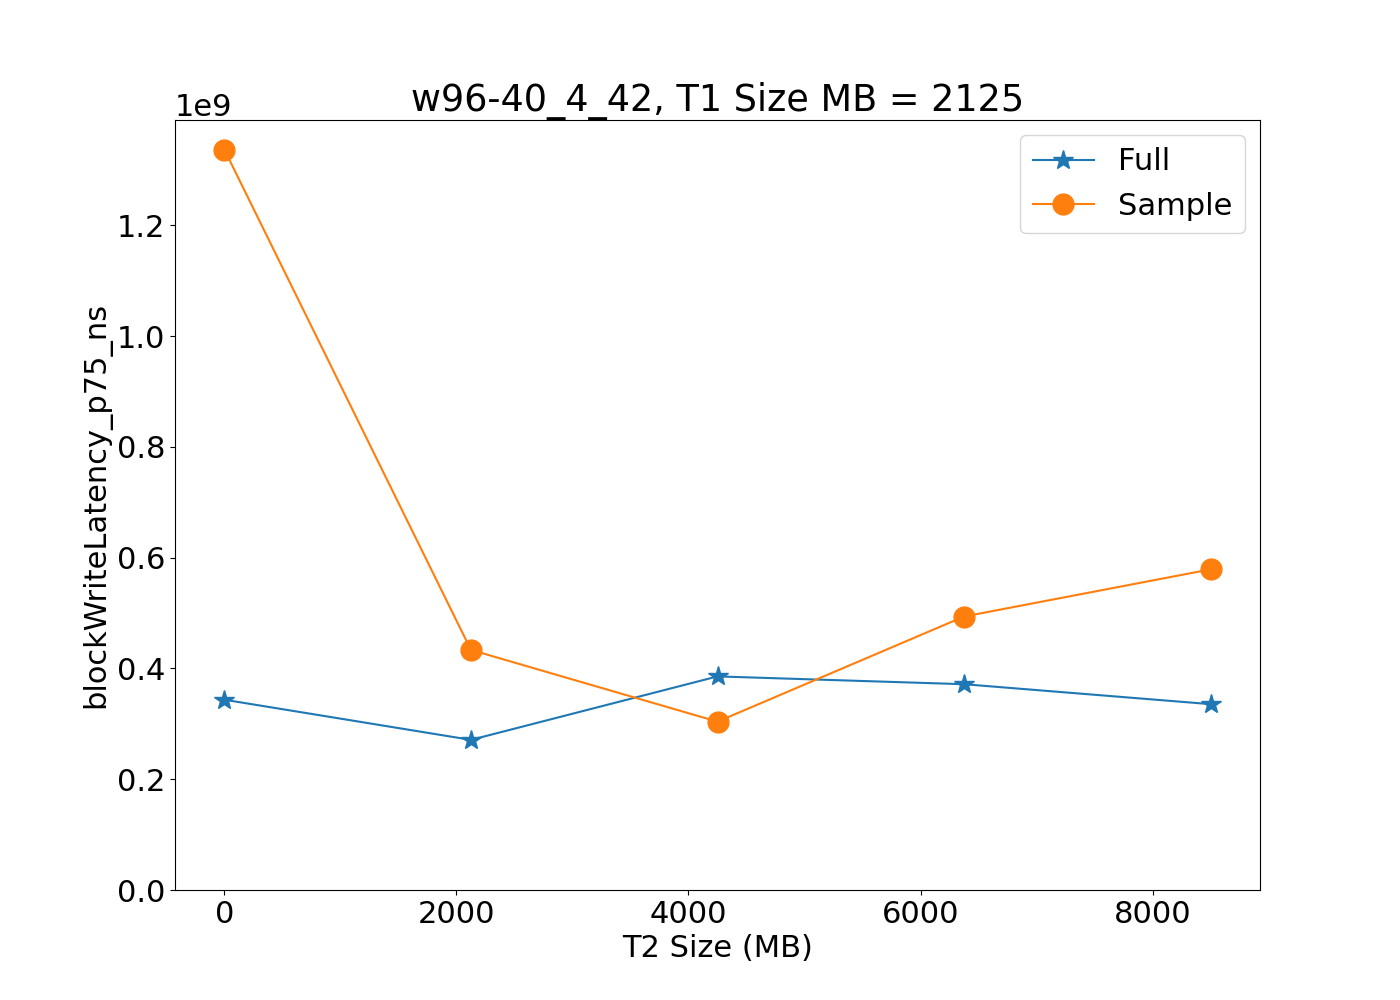 w96-40_4_42, T1 Size MB = 2125
1e9
Full
Sample
1.2
1.0
0.8
0.6
0.4
0.2
0.0
blockWriteLatency_p75_ns
0 2000 4000 6000 8000
T2 Size (MB)